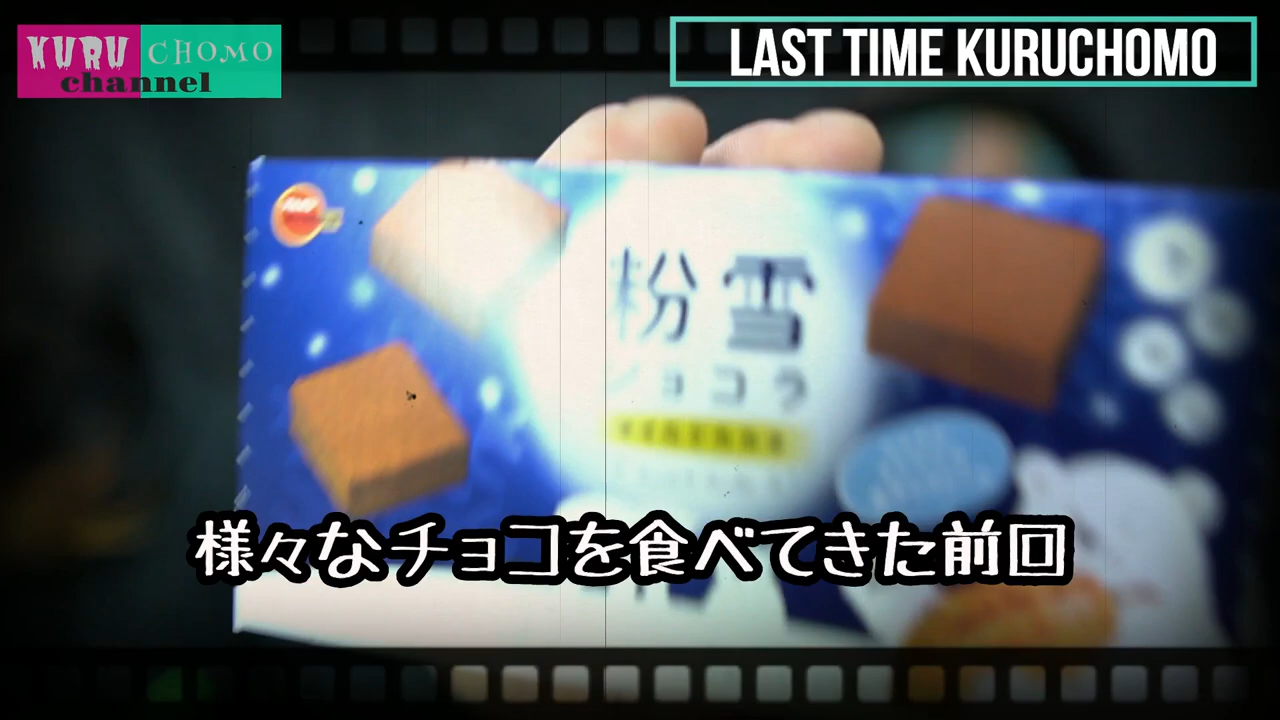 KURU CHOMO
channel
LAST TIME KURUCHOMO
粉雪
ショコラ
様々なチョコを食べてきた前回